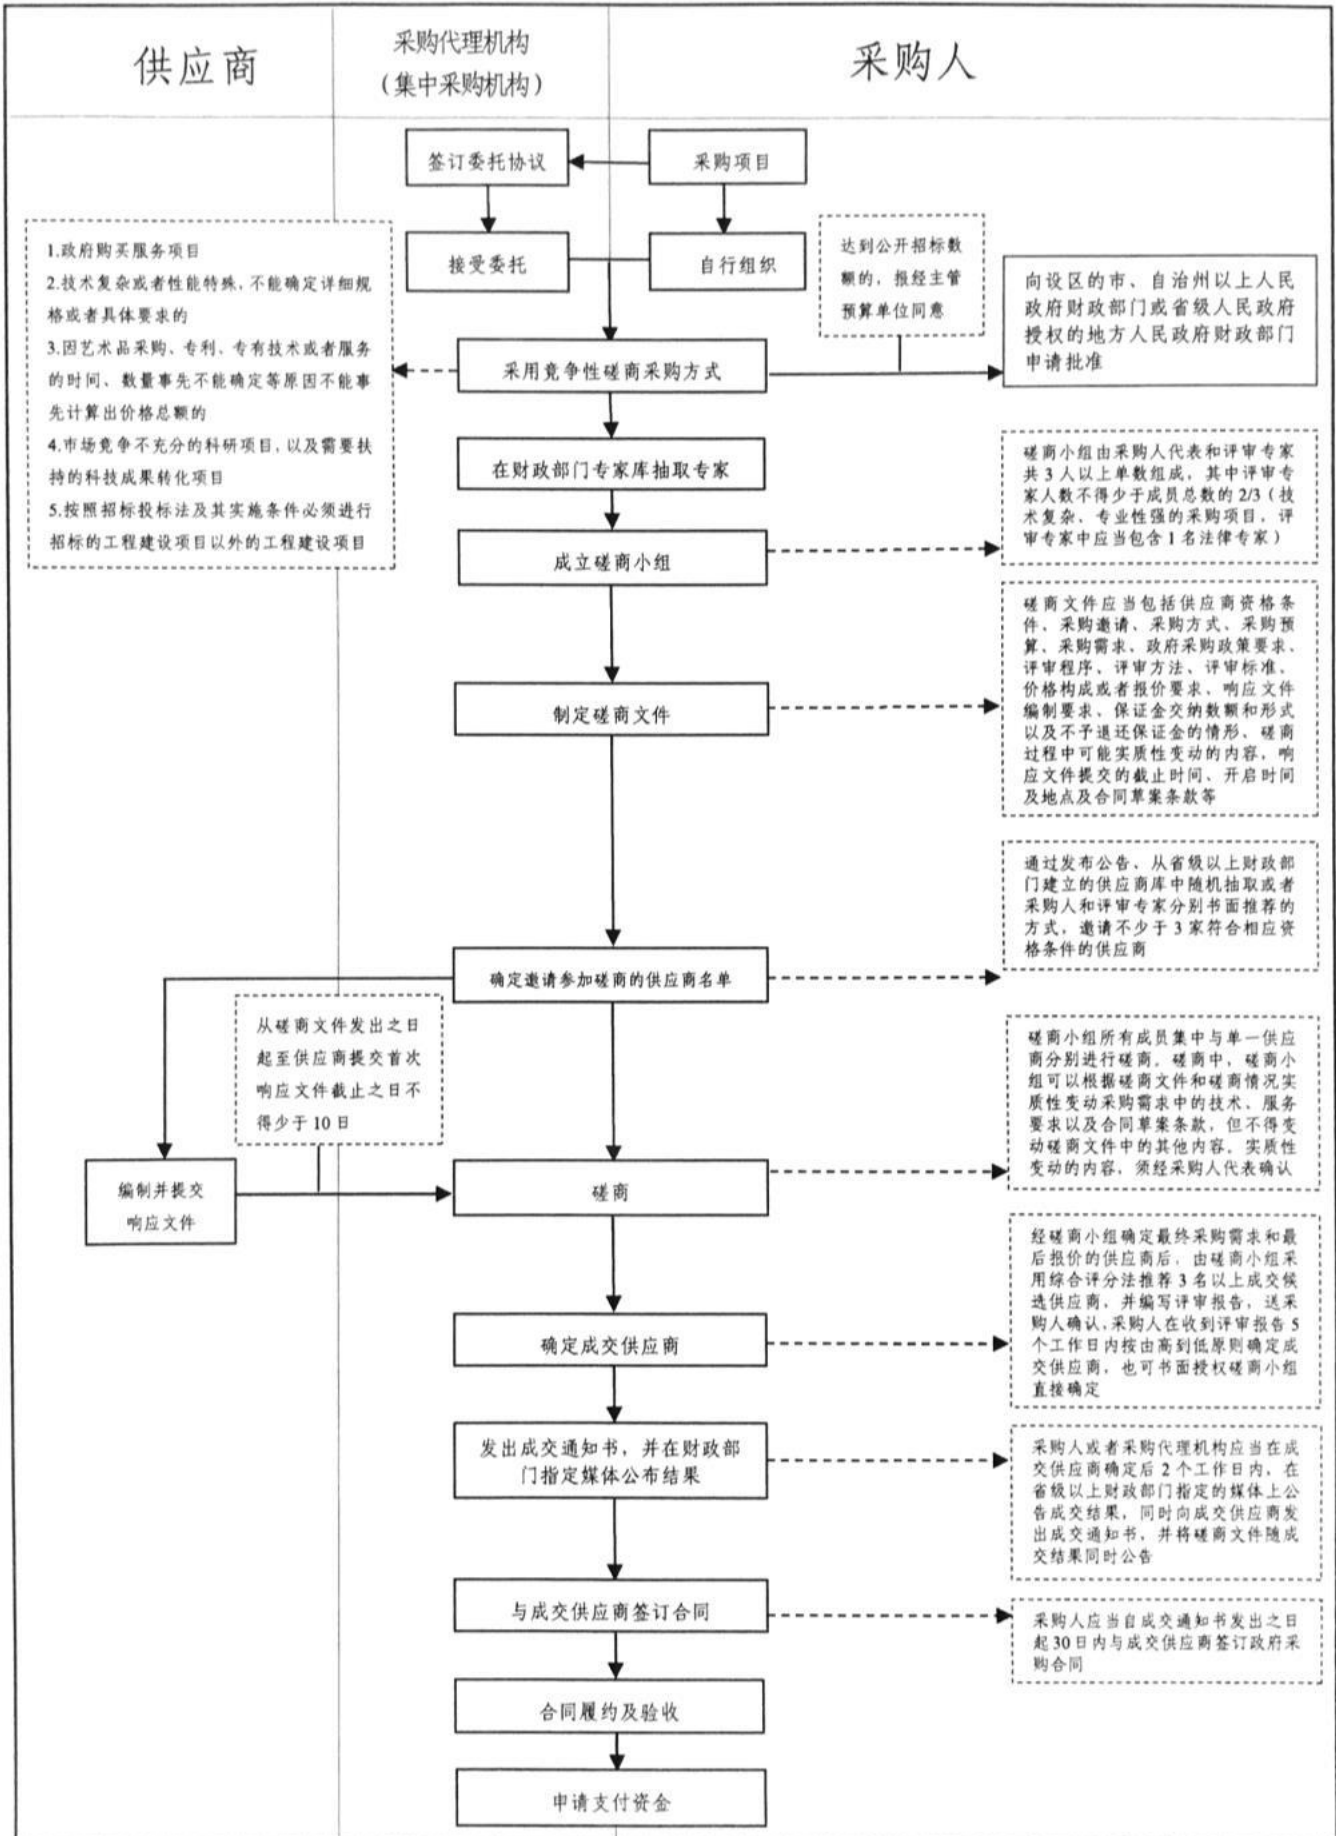 供应商
采购代理机构
（集中采购机构）
采购人
签订委托协议
采购项目
接受委托
自行组织
达到公开招标数
额的，报经主管
预算单位同意
向设区的市、自治州以上人民
政府财政部门或省级人民政府
授权的地方人民政府财政部门
申请批准
1.政府购买服务项目
2.技术复杂或者性能特殊，不能确定详细规
格或者具体要求的
3.因艺术品采购、专利、专有技术或者服务
的时间、数量事先不能确定等原因不能事
先计算出价格总额的
4.市场竞争不充分的科研项目，以及需要扶
持的科技成果转化项目
5.按照招标投标法及其实施条件必须进行
招标的工程建设项目以外的工程建设项目
采用竞争性磋商采购方式
在财政部门专家库抽取专家
成立磋商小组
磋商小组由采购人代表和评审专家
共3人以上单数组成，其中评审专
家人数不得少于成员总数的2/3（技
术复杂、专业性强的采购项目，评
审专家中应当包含1名法律专家）
制定磋商文件
磋商文件应当包括供应商资格条
件、采购邀请、采购方式、采购预
算、采购需求、政府采购政策要求、
评审程序、评审方法、评审标准、
价格构成或者报价要求、响应文件
编制要求、保证金交纳数额和形式
以及不予退还保证金的情形、磋商
过程中可能实质性变动的内容，响
应文件提交的截止时间、开启时间
及地点及合同草案条款等
通过发布公告、从省级以上财政部
门建立的供应商库中随机抽取或者
采购人和评审专家分别书面推荐的
方式，邀请不少于3家符合相应资
格条件的供应商
确定邀请参加磋商的供应商名单
从磋商文件发出之日
起至供应商提交首次
响应文件截止之日不
得少于10日
磋商小组所有成员集中与单一供应
商分别进行磋商。磋商中，磋商小
组可以根据磋商文件和磋商情况实
质性变动采购需求中的技术、服务
要求以及合同草案条款，但不得变
动磋商文件中的其他内容。实质性
变动的内容，须经采购人代表确认
编制并提交
响应文件
磋商
经磋商小组确定最终采购需求和最
后报价的供应商后，由磋商小组采
用综合评分法推荐3名以上成交候
选供应商，并编写评审报告，送采
购人确认。采购人在收到评审报告5
个工作日内按由高到低原则确定成
交供应商，也可书面授权磋商小组
直接确定
确定成交供应商
发出成交通知书，并在财政部
门指定媒体公布结果
采购人或者采购代理机构应当在成
交供应商确定后2个工作日内，在
省级以上财政部门指定的媒体上公
告成交结果，同时向成交供应商发
出成交通知书，并将磋商文件随成
交结果同时公告
与成交供应商签订合同
采购人应当自成交通知书发出之日
起30日内与成交供应商签订政府采
购合同
合同履约及验收
申请支付资金